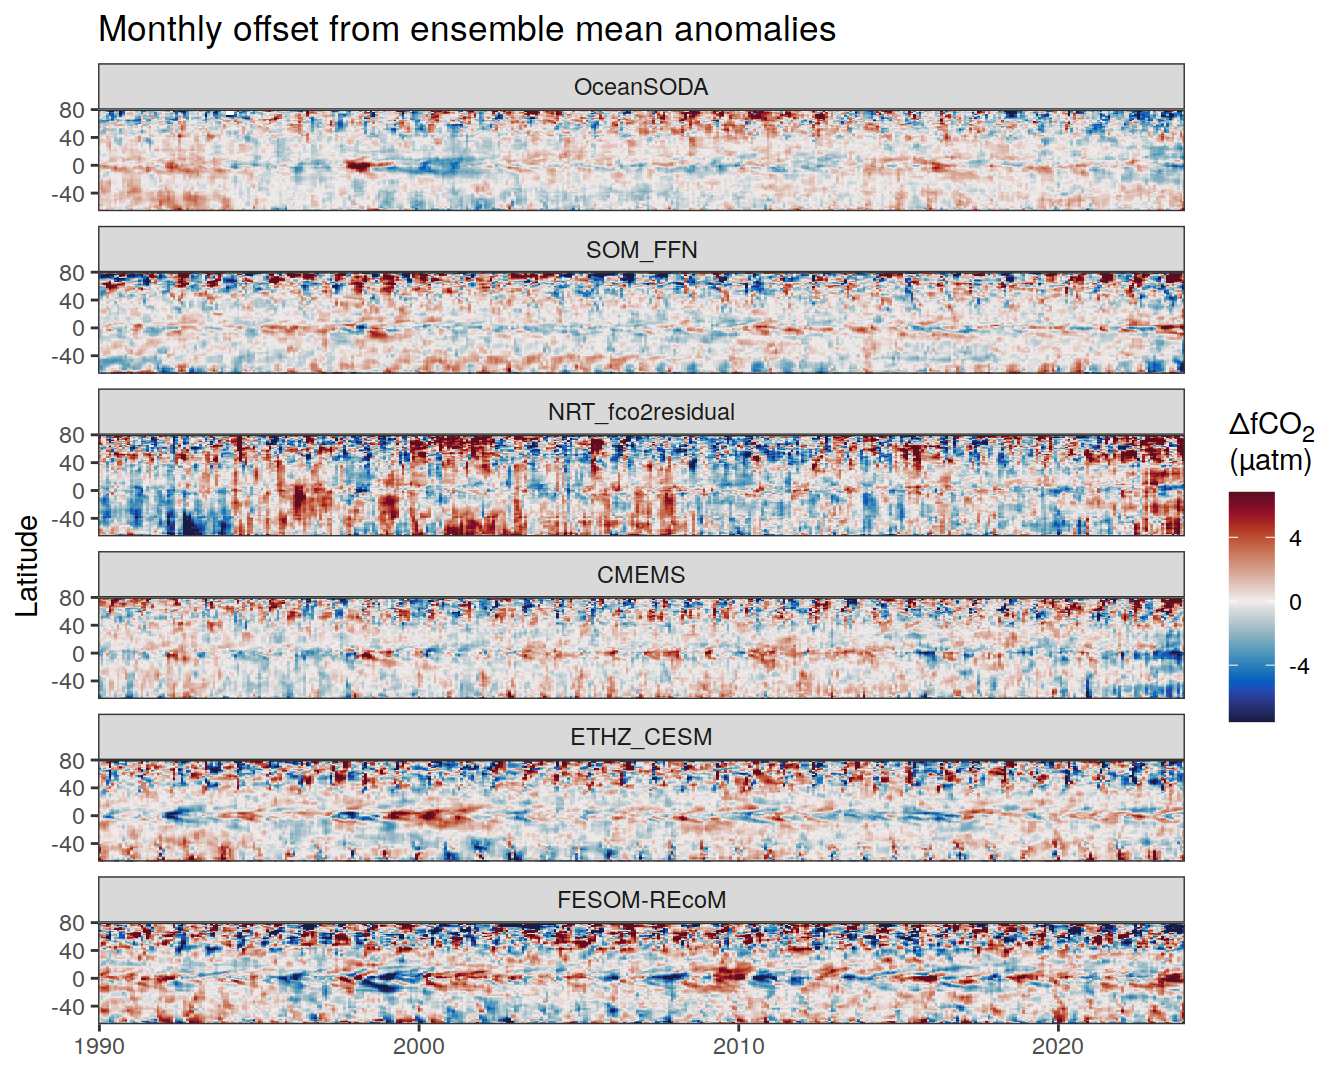 Monthly offset from ensemble mean anomalies
OceanSODA
80
40
0
-40
SOM_FFN
80
40
0
-40
NRT_fco2residual
80
40
0
-40
CMEMS
80
40
0
-40
ETHZ_CESM
80
40
0
-40
FESOM-REcoM
80
40
0
-40
1990 2000 2010 2020
Latitude
ΔfCO₂
(µatm)
4
0
-4